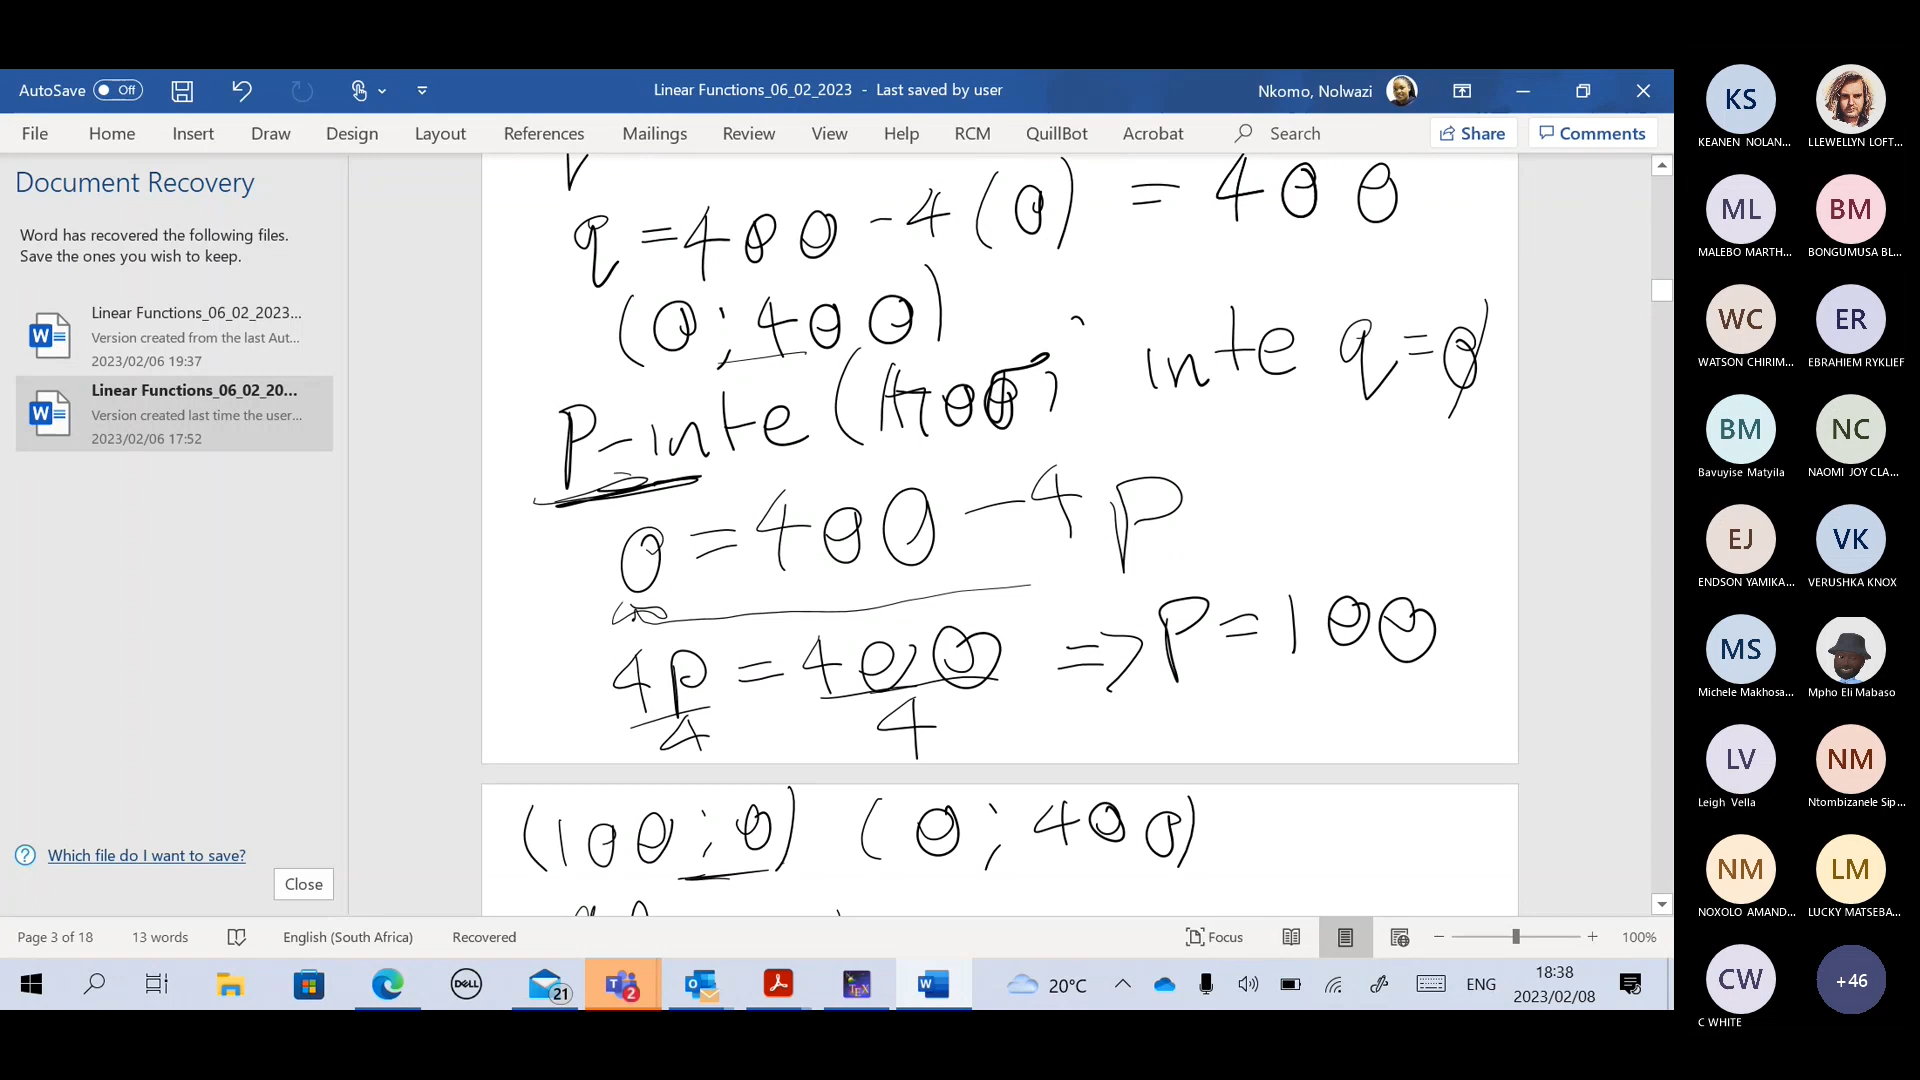 AutoSave Off
Linear Functions_06_02_2023 - Last saved by user
Nkomo, Nolwazi
File Home Insert Draw Design Layout References Mailings Review View Help RCM QuillBot Acrobat Search Share Comments
Document Recovery
Word has recovered the following files.
Save the ones you wish to keep.
Linear Functions_06_02_2023...
Version created from the last Aut...
2023/02/06 19:37
Linear Functions_06_02_20...
Version created last time the user...
2023/02/06 17:52
Which file do I want to save?
Close
q = 400 - 4 (0) = 400
(0 ; 400)
P-inte
inte q = 0
0 = 400 - 4P
4P/4 = 400/4 => P = 100
(100 ; 0) (0 ; 400)
KS
KEANEN NOLAN...
LLEWELLYN LOFT...
ML
MALEBO MARTH...
BM
BONGUMUSA BL...
WC
WATSON CHIRIM...
ER
EBRAHIEM RYKLIEF
BM
Bavuyise Matyila
NC
NAOMI JOY CLA...
EJ
ENDSON YAMIKA...
VK
VERUSHKA KNOX
MS
Michele Makhosa...
Mpho Eli Mabaso
LV
Leigh Vella
NM
Ntombizanele Sip...
NM
NOXOLO AMAND...
LM
LUCKY MATSEBA...
CW
C WHITE
+46
Page 3 of 18 13 words English (South Africa) Recovered Focus 100%
DELL
21
2
TEX
20°C
ENG
18:38
2023/02/08